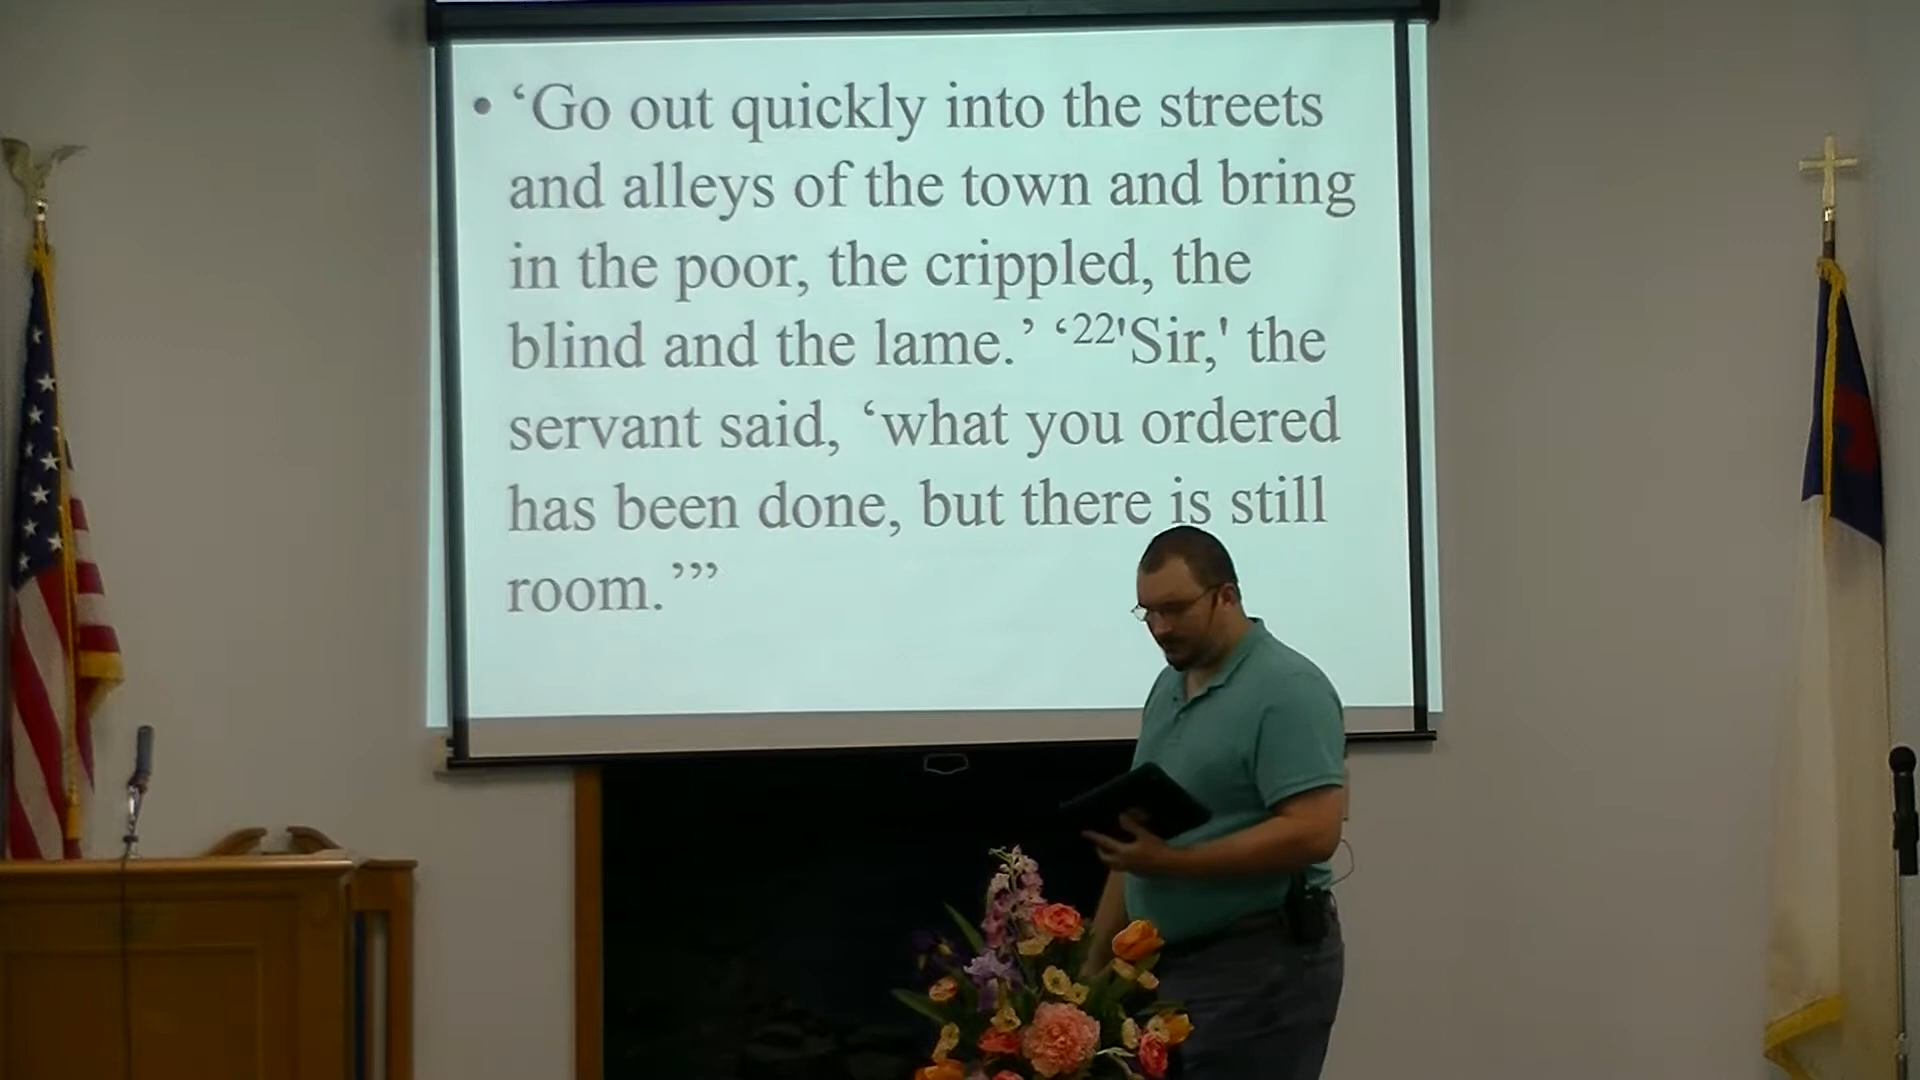 • ‘Go out quickly into the streets
and alleys of the town and bring
in the poor, the crippled, the
blind and the lame.’ ‘22'Sir,' the
servant said, ‘what you ordered
has been done, but there is still
room.’”’